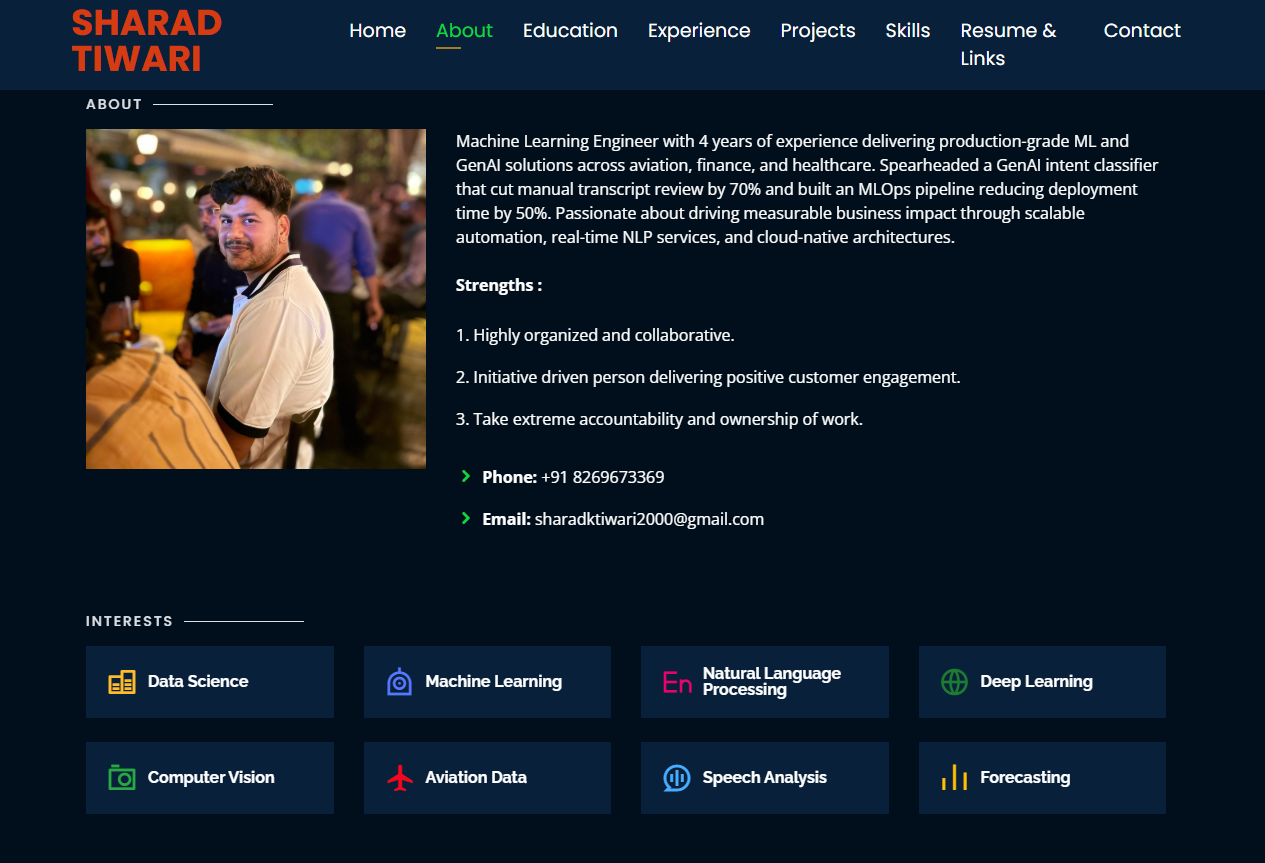 SHARAD
TIWARI
Home
About
Education
Experience
Projects
Skills
Resume &
Links
Contact
ABOUT
Machine Learning Engineer with 4 years of experience delivering production-grade ML and
GenAI solutions across aviation, finance, and healthcare. Spearheaded a GenAI intent classifier
that cut manual transcript review by 70% and built an MLOps pipeline reducing deployment
time by 50%. Passionate about driving measurable business impact through scalable
automation, real-time NLP services, and cloud-native architectures.
Strengths :
1. Highly organized and collaborative.
2. Initiative driven person delivering positive customer engagement.
3. Take extreme accountability and ownership of work.
Phone: +91 8269673369
Email: sharadktiwari2000@gmail.com
INTERESTS
Data Science
Machine Learning
En
Natural Language
Processing
Deep Learning
Computer Vision
Aviation Data
Speech Analysis
Forecasting